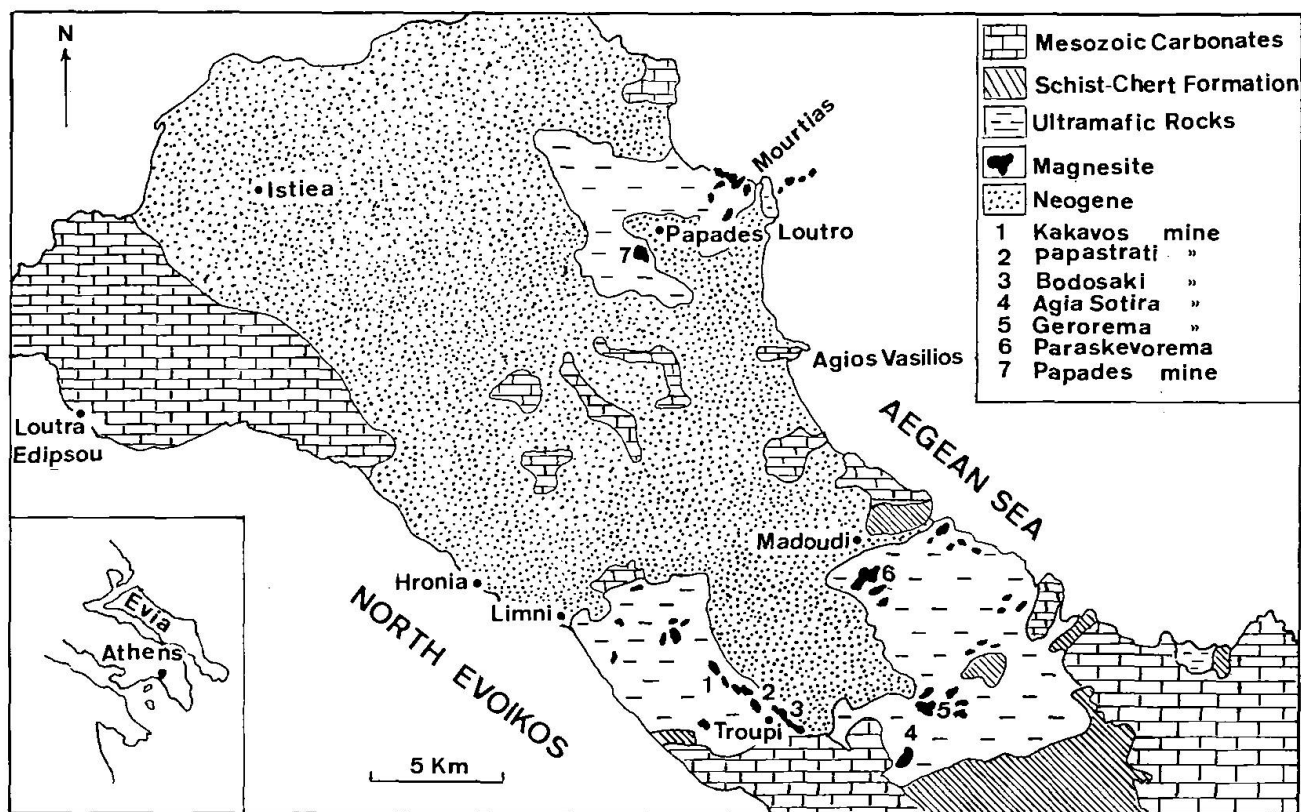 N
Mesozoic Carbonates
Schist-Chert Formation
Ultramafic Rocks
Magnesite
Neogene
1 Kakavos mine
2 papastrati "
3 Bodosaki "
4 Agia Sotira "
5 Gerorema "
6 Paraskevorema
7 Papades mine
Mourtias
Istiea
Papades
Loutro
7
Agios Vasilios
Loutra
Edipsou
AEGEAN SEA
Madoudi
6
Hronia
Limni
NORTH EVOIKOS
1
2
3
Troupi
5
4
5 Km
Evia
Athens